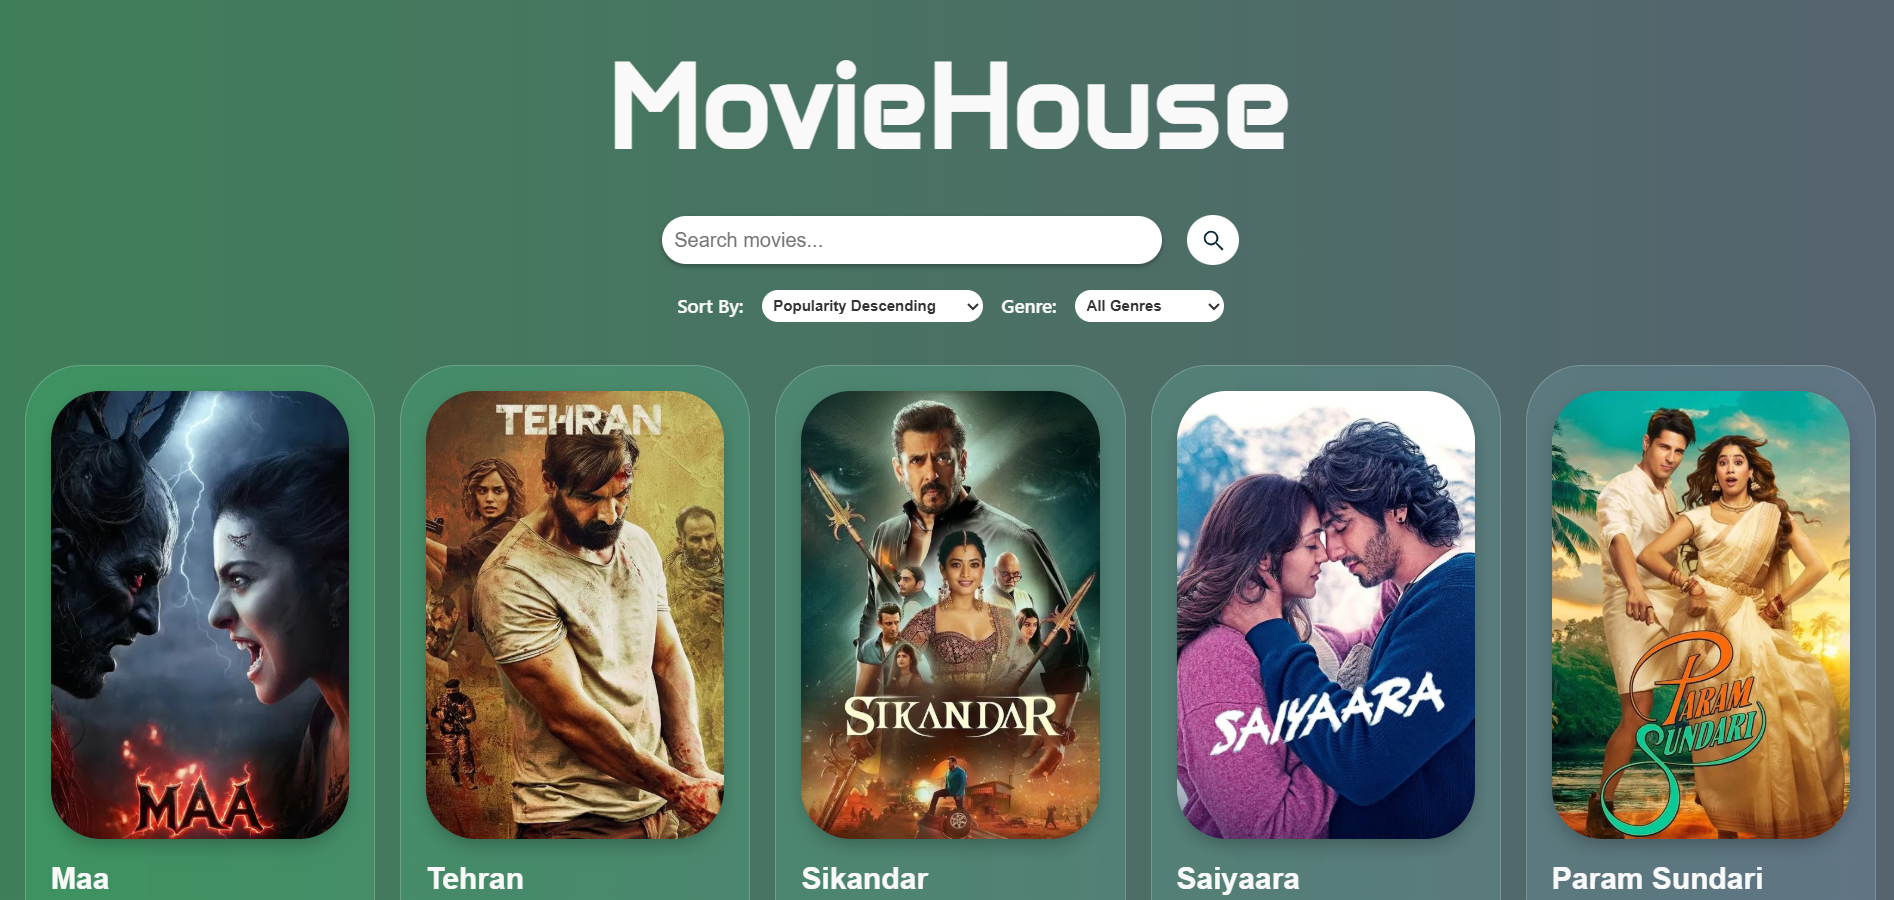 MovieHouse
Search movies...
Sort By: Popularity Descending Genre: All Genres
MAA
TEHRAN
SIKANDAR
SAIYAARA
PARAM
SUNDARI
Maa
Tehran
Sikandar
Saiyaara
Param Sundari